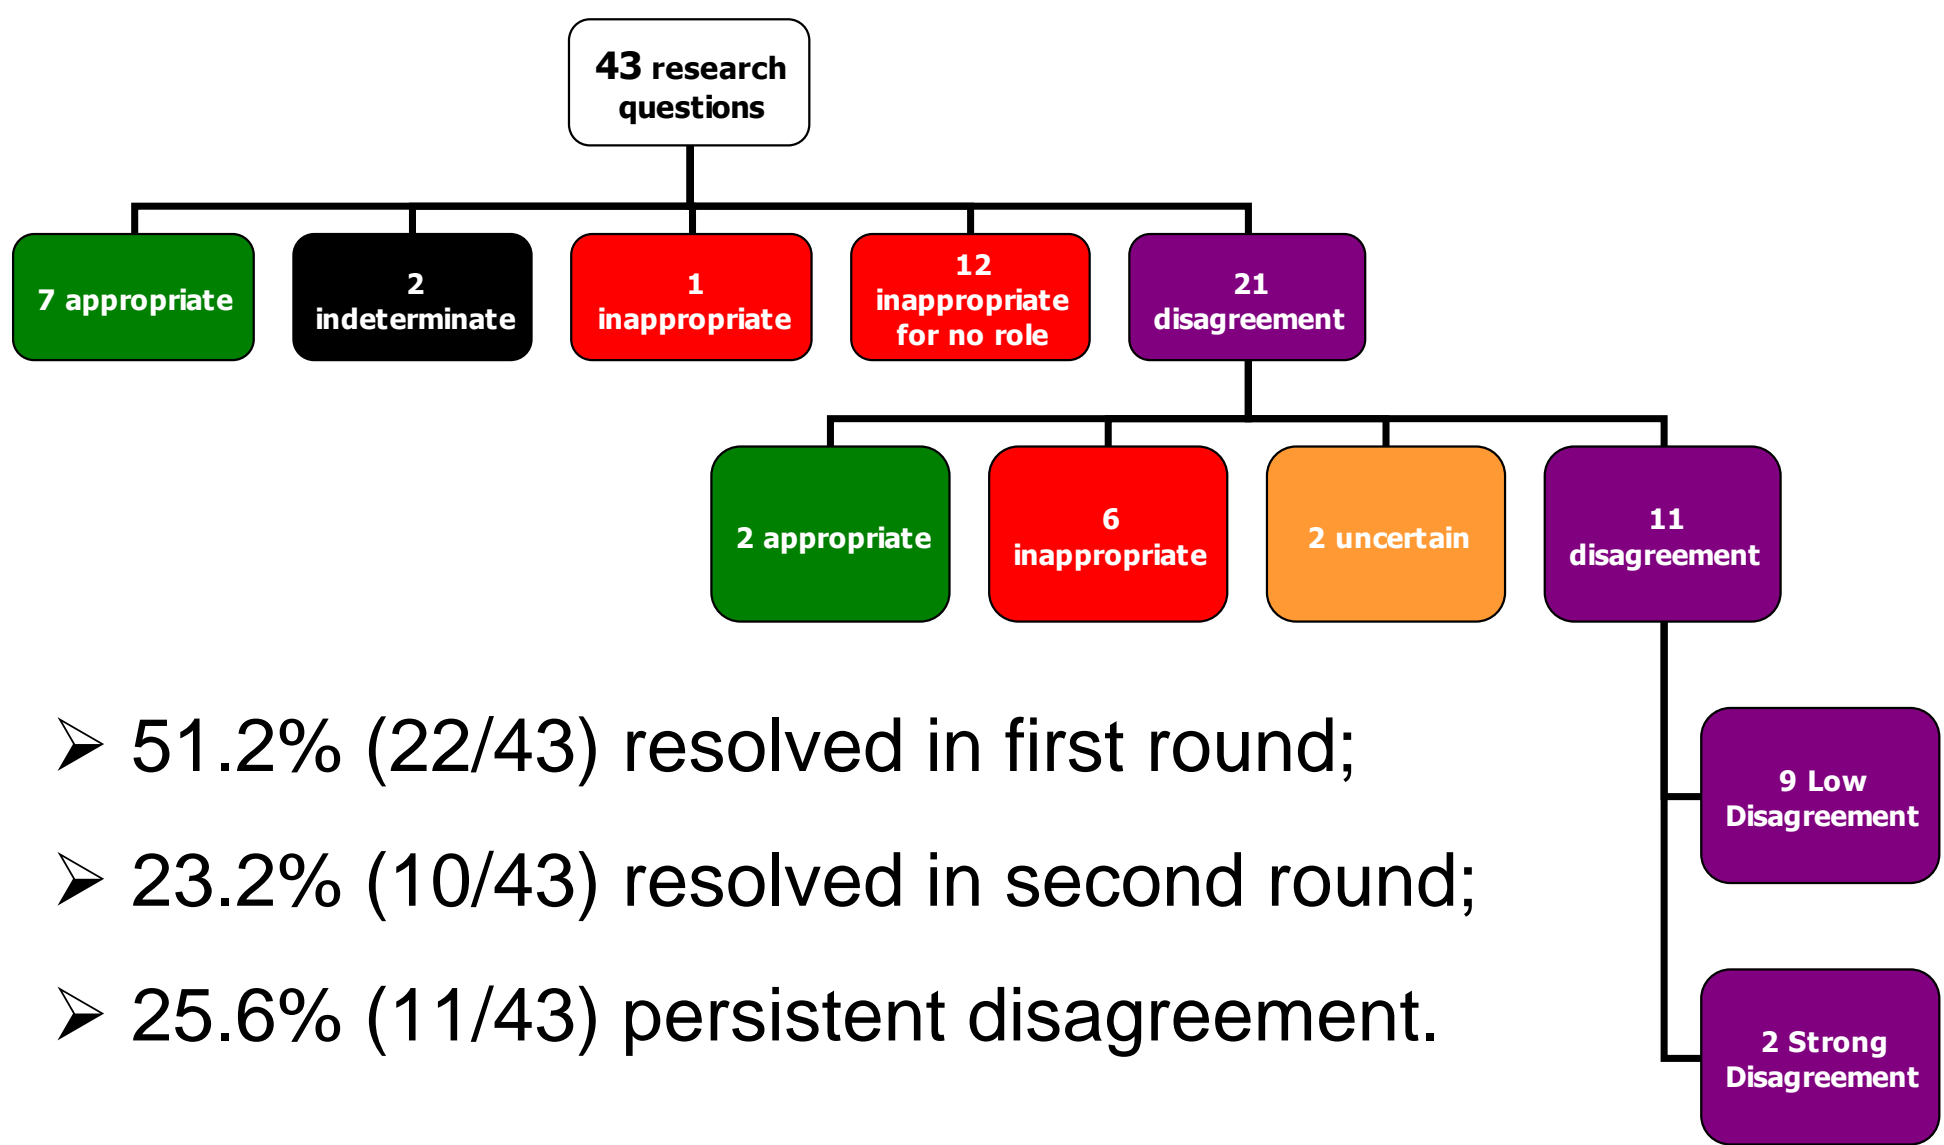 43 research
questions
7 appropriate
2
indeterminate
1
inappropriate
12
inappropriate
for no role
21
disagreement
2 appropriate
6
inappropriate
2 uncertain
11
disagreement
➢ 51.2% (22/43) resolved in first round;
➢ 23.2% (10/43) resolved in second round;
➢ 25.6% (11/43) persistent disagreement.
9 Low
Disagreement
2 Strong
Disagreement